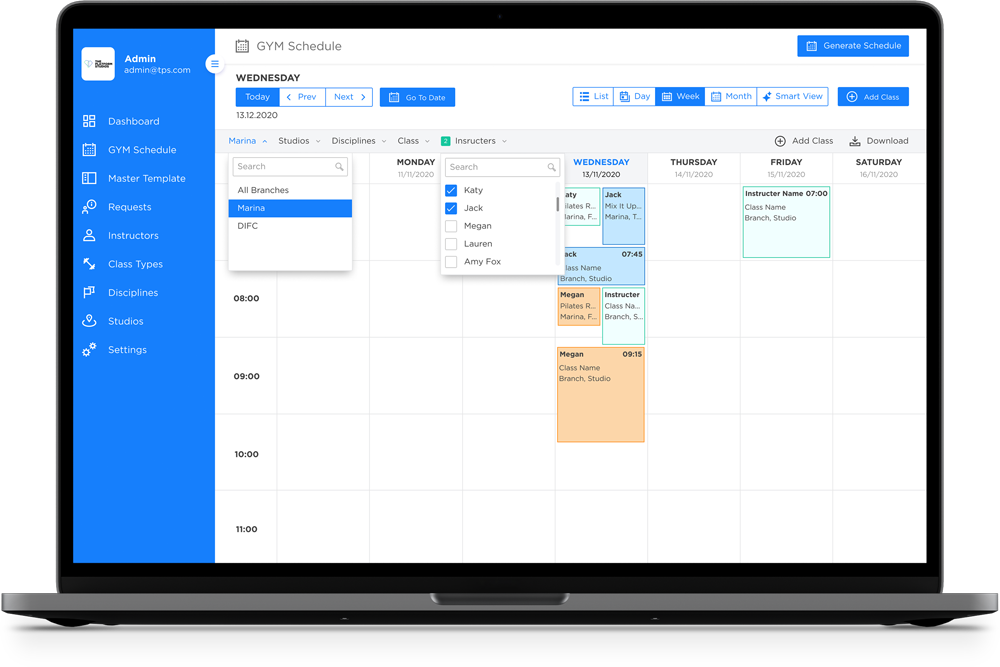 Admin
admin@tps.com
Dashboard
GYM Schedule
Master Template
Requests
Instructors
Class Types
Disciplines
Studios
Settings
GYM Schedule
Generate Schedule
WEDNESDAY
Today Prev Next Go To Date
13.12.2020
List Day Week Month Smart View Add Class
Marina Studios Disciplines Class 2 Insructers
Add Class Download
Search
All Branches
Marina
DIFC
Search
Katy
Jack
Megan
Lauren
Amy Fox
MONDAY
11/11/2020
WEDNESDAY
13/11/2020
THURSDAY
14/11/2020
FRIDAY
15/11/2020
SATURDAY
16/11/2020
08:00
09:00
10:00
11:00
aty
ilates R...
arina, F...
Jack
Mix It Up...
Marina, T...
ack 07:45
lass Name
Branch, Studio
Megan
Pilates R...
Marina, F...
Instructer
Class Na...
Branch, S...
Megan 09:15
Class Name
Branch, Studio
Instructer Name 07:00
Class Name
Branch, Studio